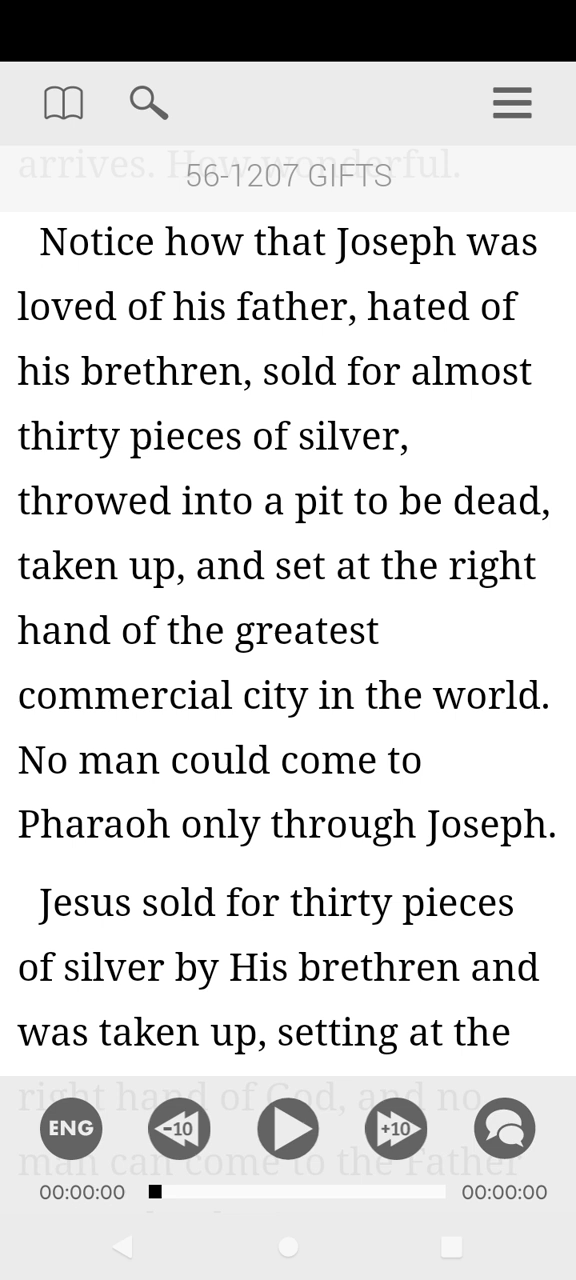 arrives. How wonderful.
56-1207 GIFTS
Notice how that Joseph was
loved of his father, hated of
his brethren, sold for almost
thirty pieces of silver,
throwed into a pit to be dead,
taken up, and set at the right
hand of the greatest
commercial city in the world.
No man could come to
Pharaoh only through Joseph.
Jesus sold for thirty pieces
of silver by His brethren and
was taken up, setting at the
right hand of God, and no
ENG -10 +10
man can come to the Father
00:00:00 00:00:00